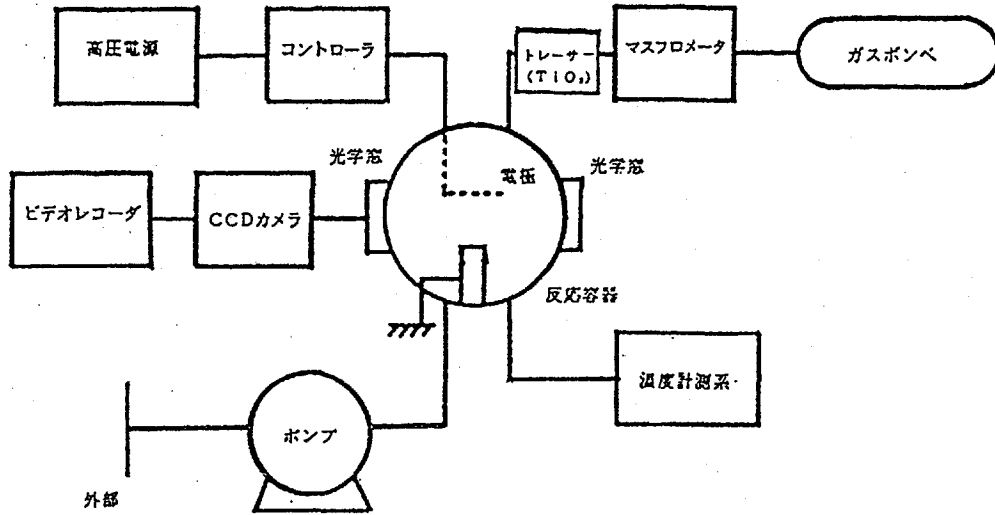 高圧電源
コントローラ
トレーサー
(TiO₂)
マスフロメータ
ガスボンベ
光学窓
電極
光学窓
ビデオレコーダ
CCDカメラ
反応容器
温度計測系
ポンプ
外部